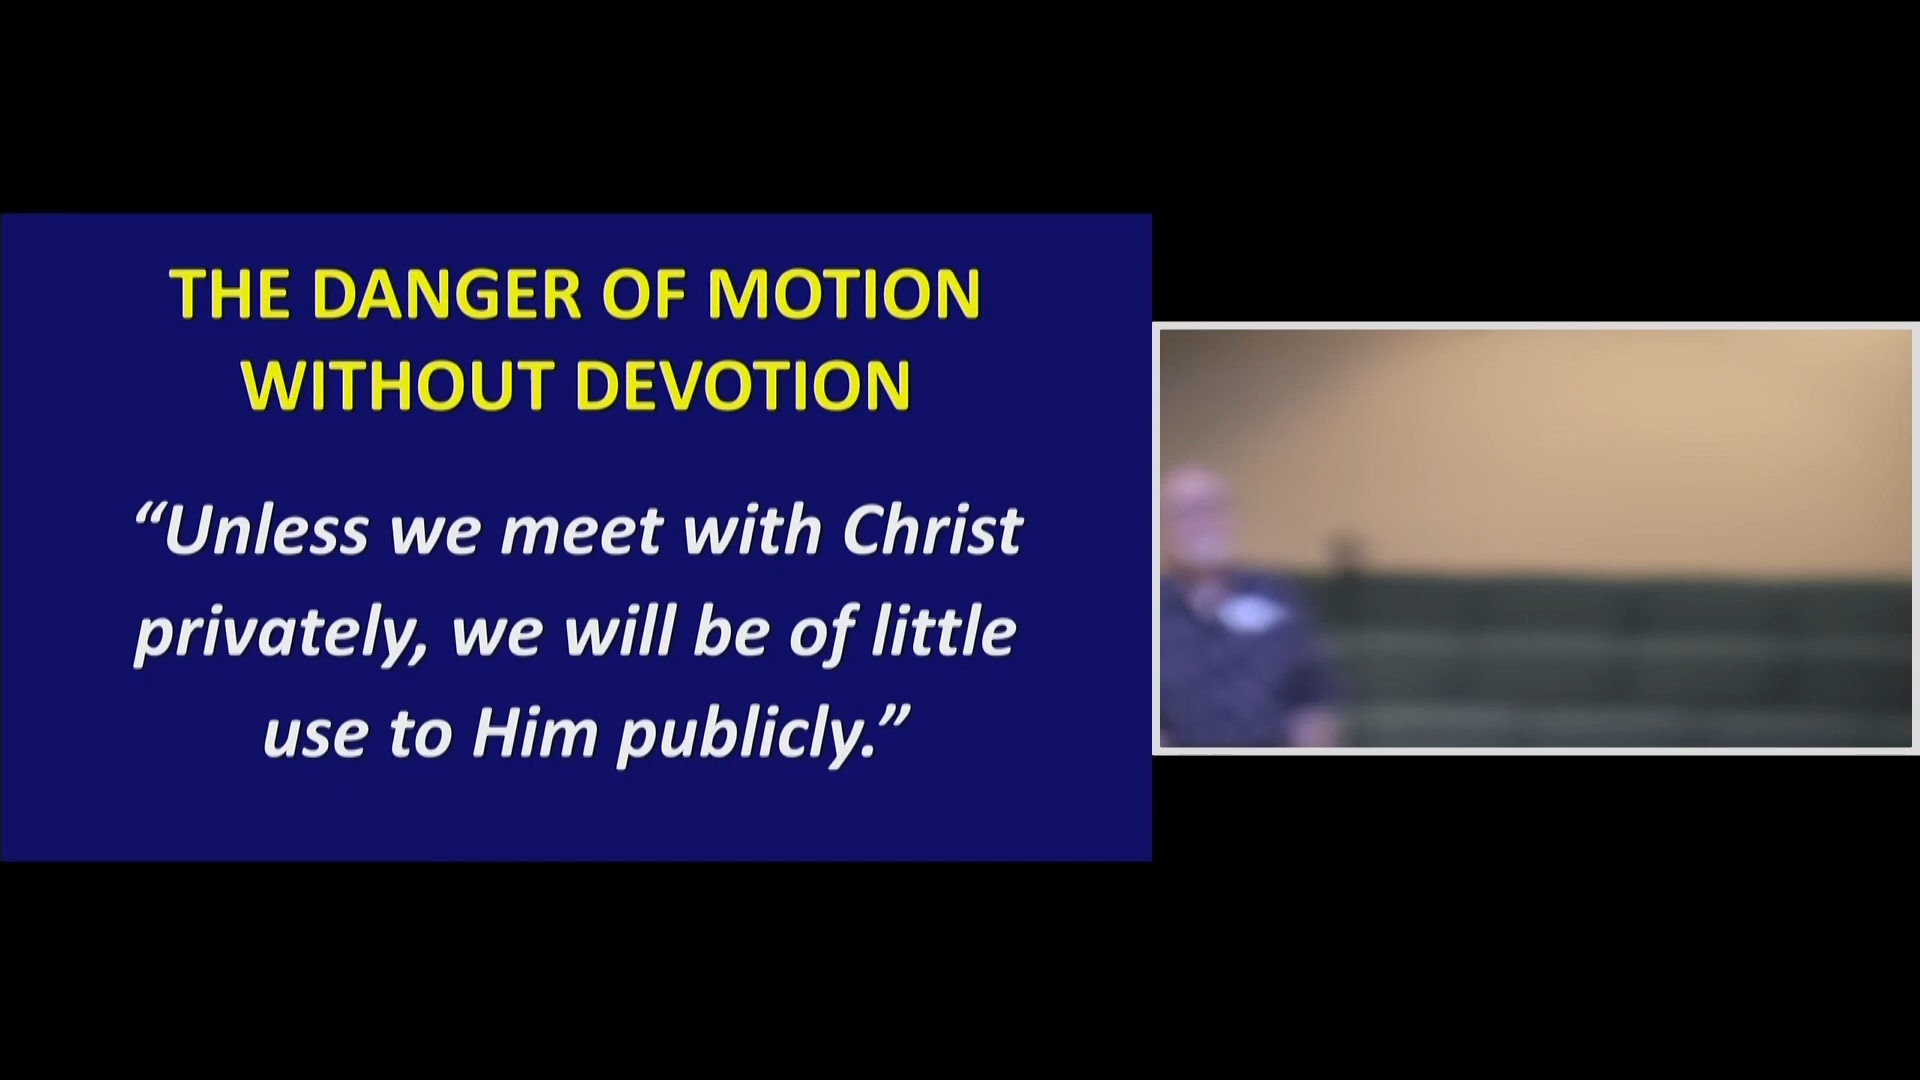 THE DANGER OF MOTION
WITHOUT DEVOTION
“Unless we meet with Christ
privately, we will be of little
use to Him publicly.”